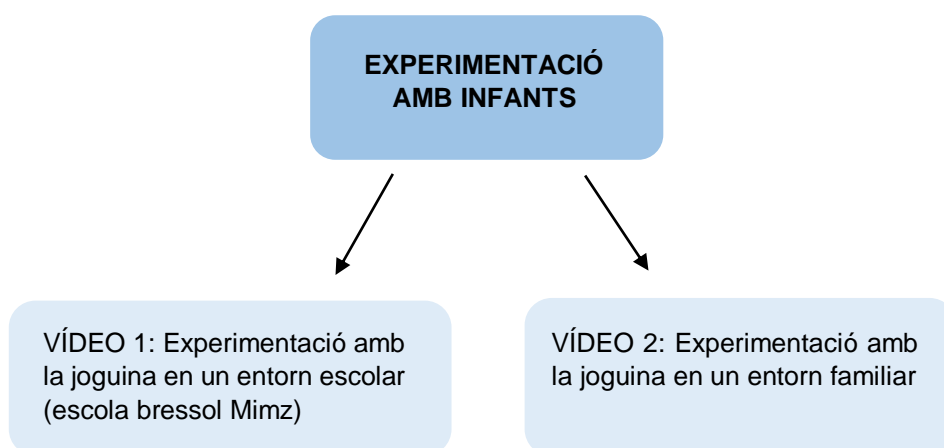 EXPERIMENTACIÓ
AMB INFANTS
VÍDEO 1: Experimentació amb
la joguina en un entorn escolar
(escola bressol Mimz)
VÍDEO 2: Experimentació amb
la joguina en un entorn familiar